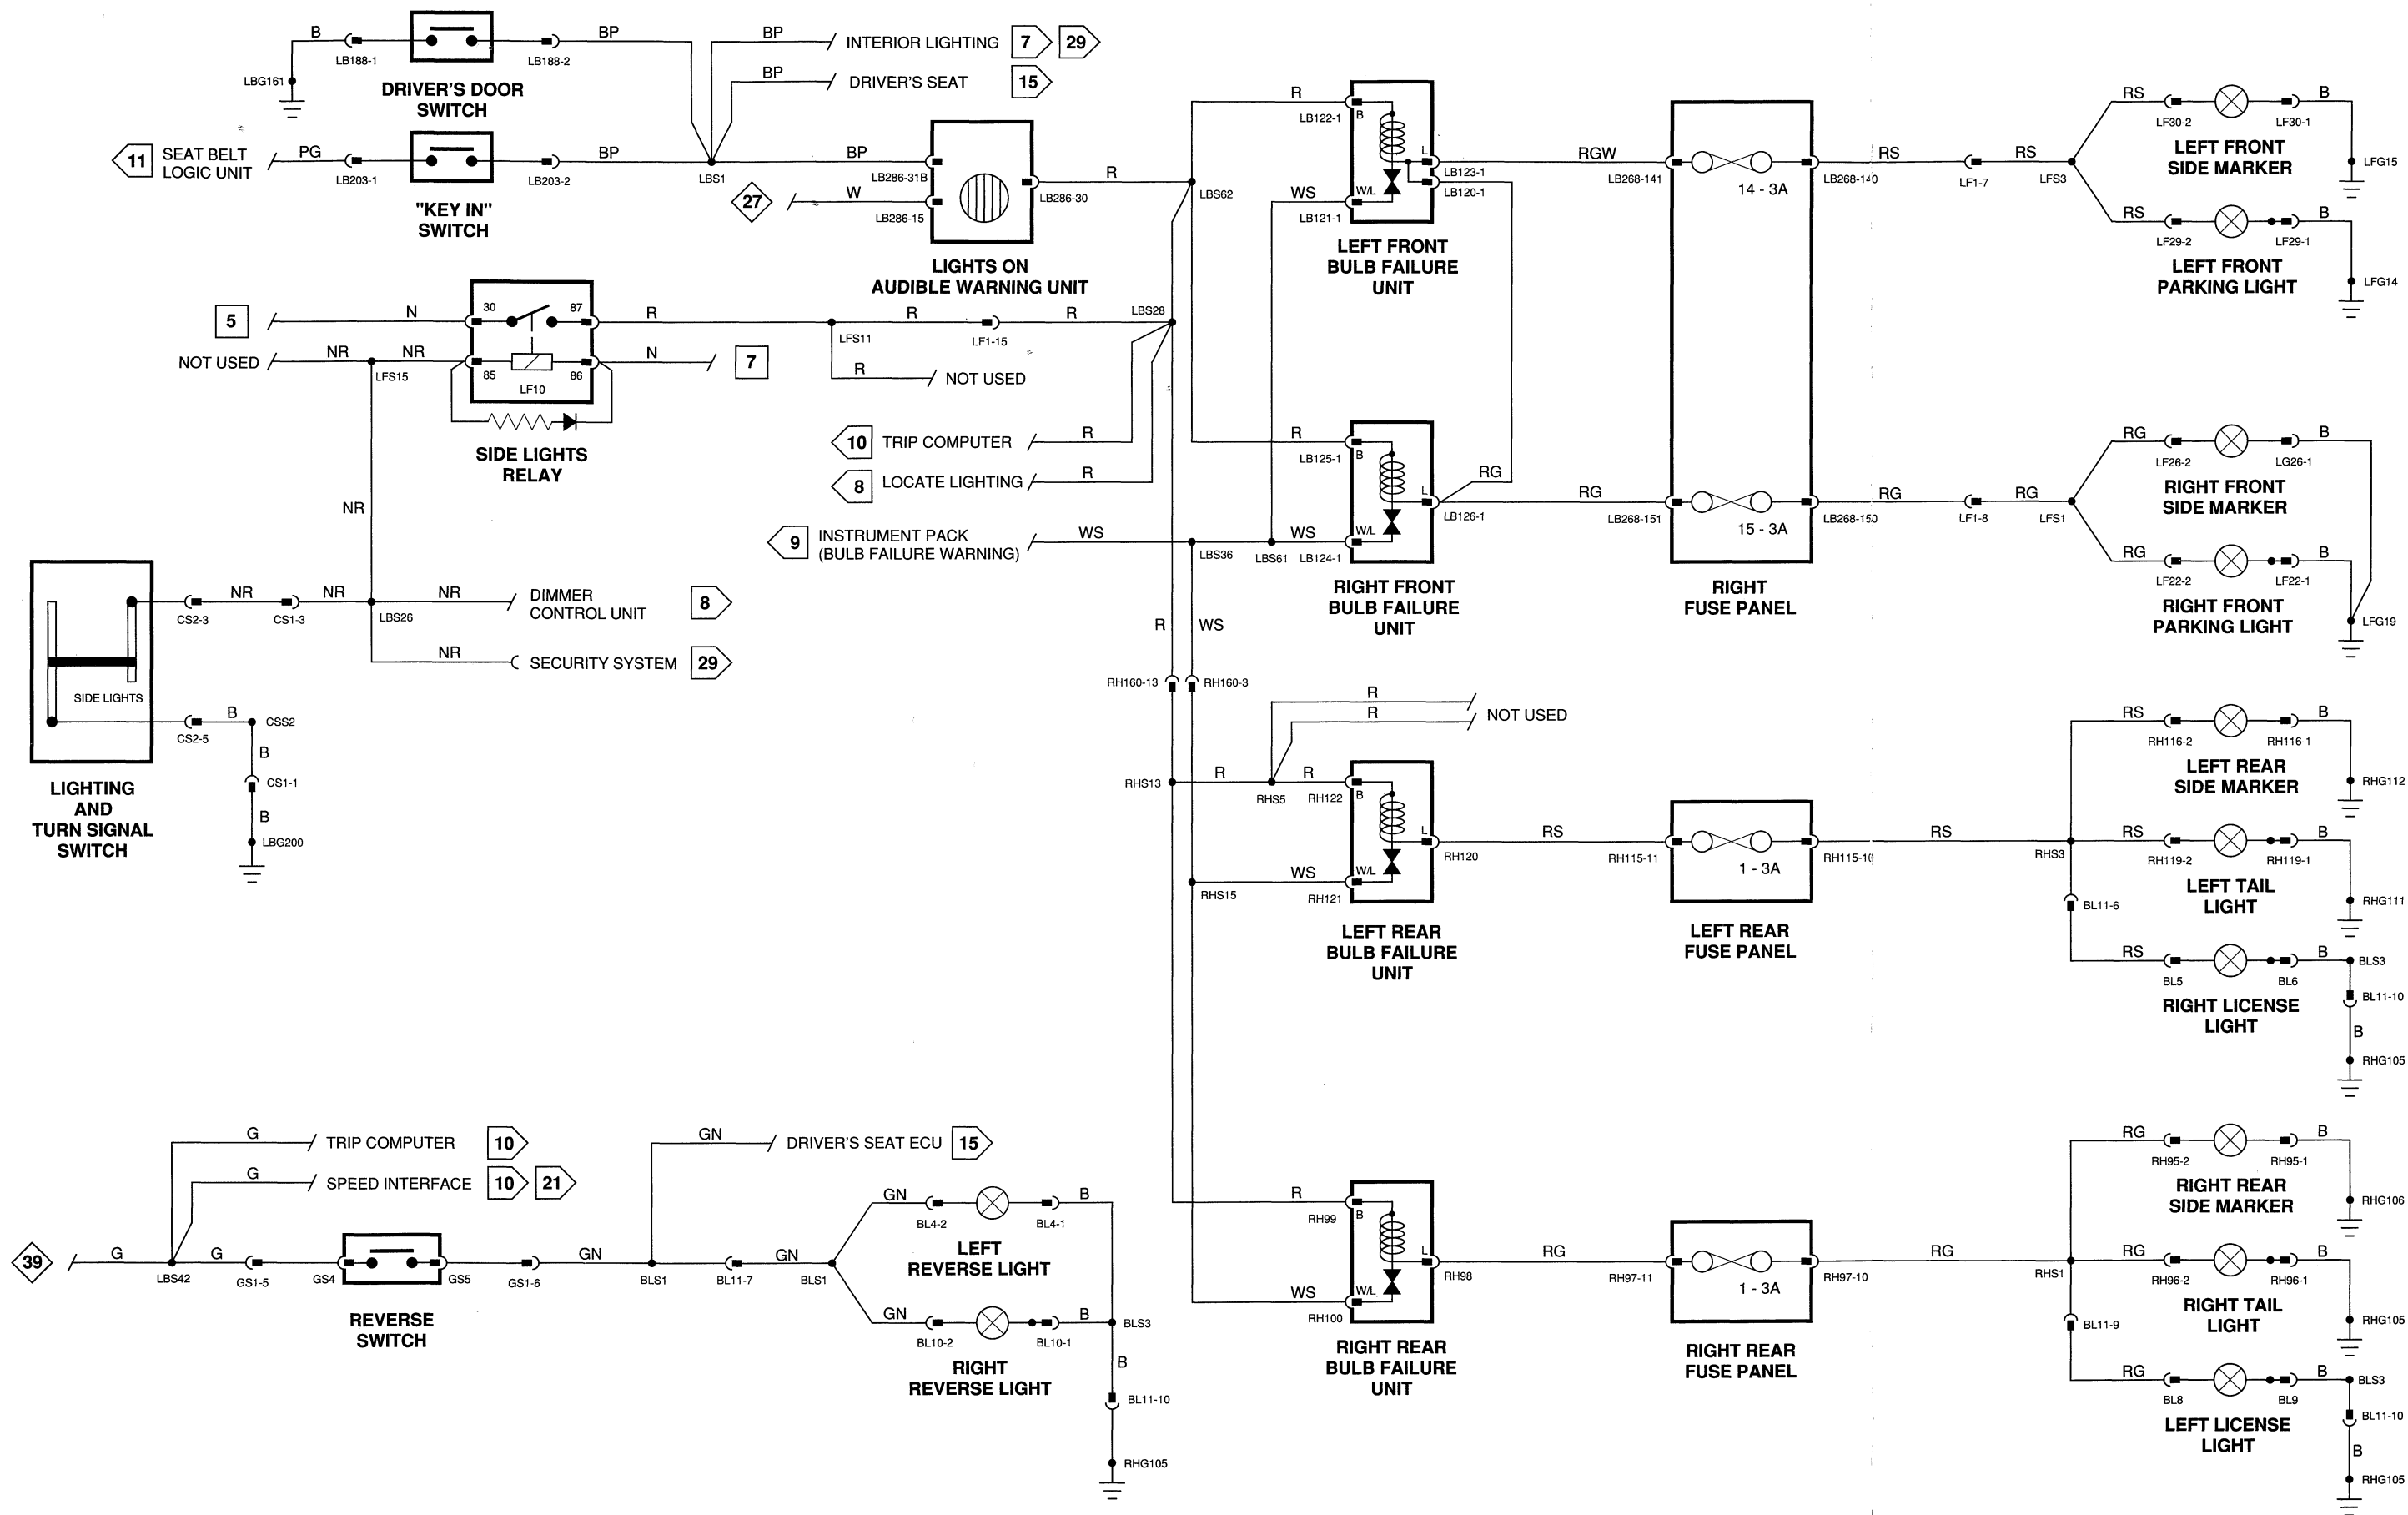 B
LB188-1
LB188-2
BP
LBG161
DRIVER'S DOOR
SWITCH
BP
INTERIOR LIGHTING
7
29
BP
DRIVER'S SEAT
15
11
SEAT BELT
LOGIC UNIT
PG
LB203-1
LB203-2
BP
LBS1
"KEY IN"
SWITCH
BP
LB286-31B
27
W
LB286-15
LB286-30
R
LBS62
LIGHTS ON
AUDIBLE WARNING UNIT
5
N
30
87
R
LFS11
R
LF1-15
R
LBS28
NOT USED
NR
NR
LFS15
85
86
LF10
N
7
R
NOT USED
SIDE LIGHTS
RELAY
10
TRIP COMPUTER
R
8
LOCATE LIGHTING
R
9
INSTRUMENT PACK
(BULB FAILURE WARNING)
WS
LBS36
LBS61
NR
CS2-3
NR
CS1-3
NR
LBS26
NR
DIMMER
CONTROL UNIT
8
NR
SECURITY SYSTEM
29
SIDE LIGHTS
CS2-5
B
CSS2
B
CS1-1
B
LBG200
LIGHTING
AND
TURN SIGNAL
SWITCH
R
LB122-1
B
L
LB123-1
LB120-1
WS
LB121-1
W/L
LEFT FRONT
BULB FAILURE
UNIT
RGW
LB268-141
14 - 3A
LB268-140
RS
LF1-7
RS
LFS3
RS
LF30-2
LF30-1
B
LEFT FRONT
SIDE MARKER
LFG15
RS
LF29-2
LF29-1
B
LEFT FRONT
PARKING LIGHT
LFG14
R
LB125-1
B
L
RG
LB126-1
WS
LB124-1
W/L
RIGHT FRONT
BULB FAILURE
UNIT
RG
LB268-151
15 - 3A
LB268-150
RIGHT
FUSE PANEL
RG
LF1-8
RG
LFS1
RG
LF26-2
LG26-1
B
RIGHT FRONT
SIDE MARKER
RG
LF22-2
LF22-1
B
RIGHT FRONT
PARKING LIGHT
LFG19
R
WS
RH160-13
RH160-3
R
R
NOT USED
RHS13
R
RHS5
R
RH122
B
L
RH120
RHS15
WS
RH121
W/L
LEFT REAR
BULB FAILURE
UNIT
RS
RH115-11
1 - 3A
RH115-10
LEFT REAR
FUSE PANEL
RS
RHS3
RS
RH116-2
RH116-1
B
LEFT REAR
SIDE MARKER
RHG112
RS
RH119-2
RH119-1
B
LEFT TAIL
LIGHT
RHG111
BL11-6
RS
BL5
BL6
B
BLS3
RIGHT LICENSE
LIGHT
BL11-10
B
RHG105
G
TRIP COMPUTER
10
G
SPEED INTERFACE
10
21
39
G
LBS42
G
GS1-5
GS4
GS5
GS1-6
GN
BLS1
REVERSE
SWITCH
GN
DRIVER'S SEAT ECU
15
BL11-7
GN
BLS1
GN
BL4-2
BL4-1
B
LEFT
REVERSE LIGHT
GN
BL10-2
BL10-1
B
BLS3
RIGHT
REVERSE LIGHT
B
BL11-10
RHG105
R
RH99
B
L
RH98
WS
RH100
W/L
RIGHT REAR
BULB FAILURE
UNIT
RG
RH97-11
1 - 3A
RH97-10
RIGHT REAR
FUSE PANEL
RG
RHS1
RG
RH95-2
RH95-1
B
RIGHT REAR
SIDE MARKER
RHG106
RG
RH96-2
RH96-1
B
RIGHT TAIL
LIGHT
RHG105
BL11-9
RG
BL8
BL9
B
BLS3
LEFT LICENSE
LIGHT
BL11-10
B
RHG105